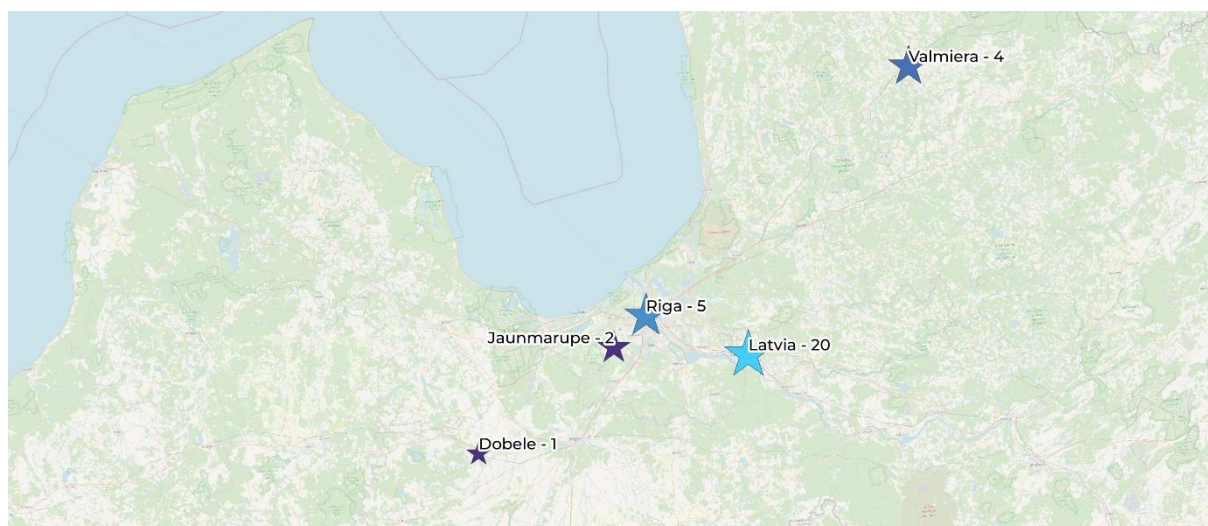 Valmiera - 4
Riga - 5
Jaunmarupe - 2
Latvia - 20
Dobele - 1